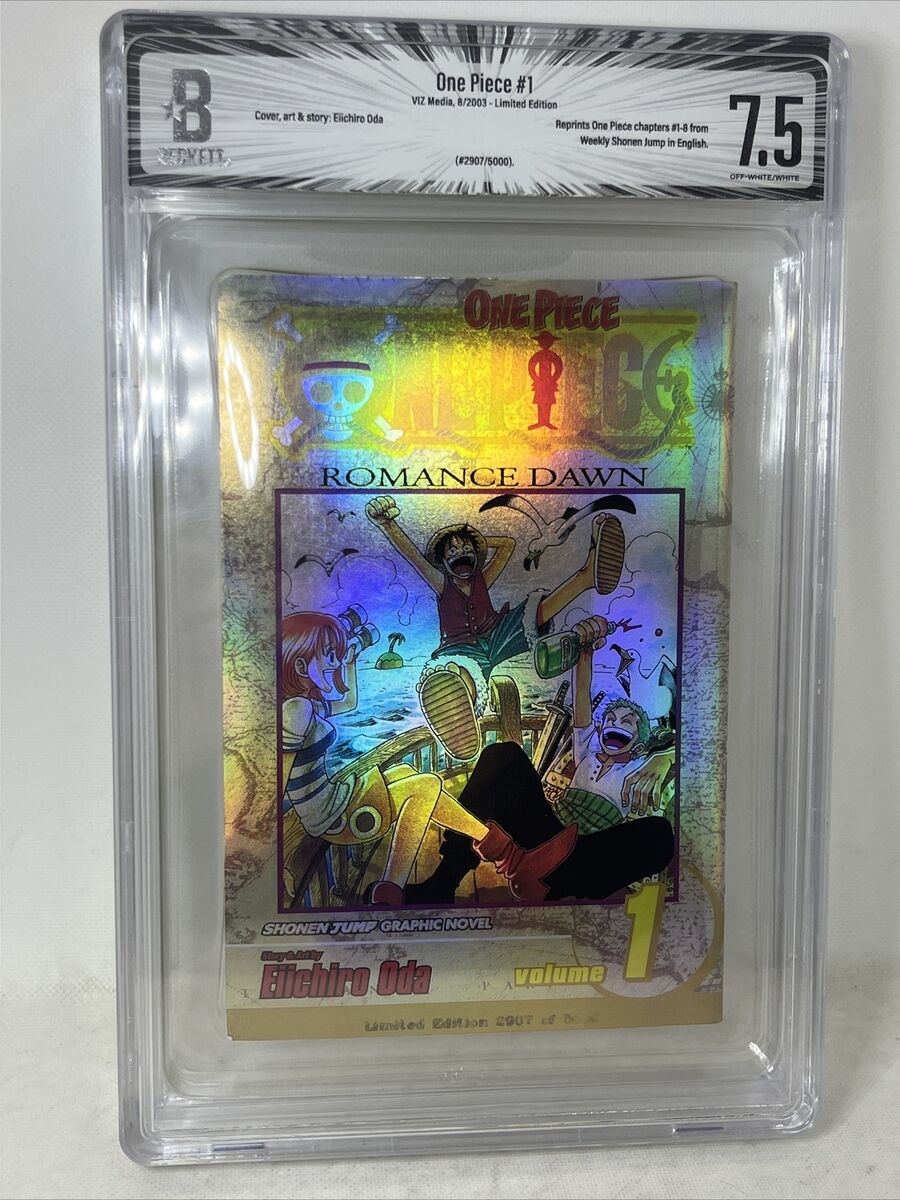 One Piece #1
VIZ Media, 8/2003 - Limited Edition
Cover, art & story: Eiichiro Oda
Reprints One Piece chapters #1-8 from
Weekly Shonen Jump in English.
(#2907/5000).
B
BECKETT
7.5
OFF-WHITE/WHITE
ONE PIECE
ONE PIECE
ROMANCE DAWN
SHONEN JUMP GRAPHIC NOVEL
Story & Art by
Eiichiro Oda
volume 1
Limited Edition 2907 of